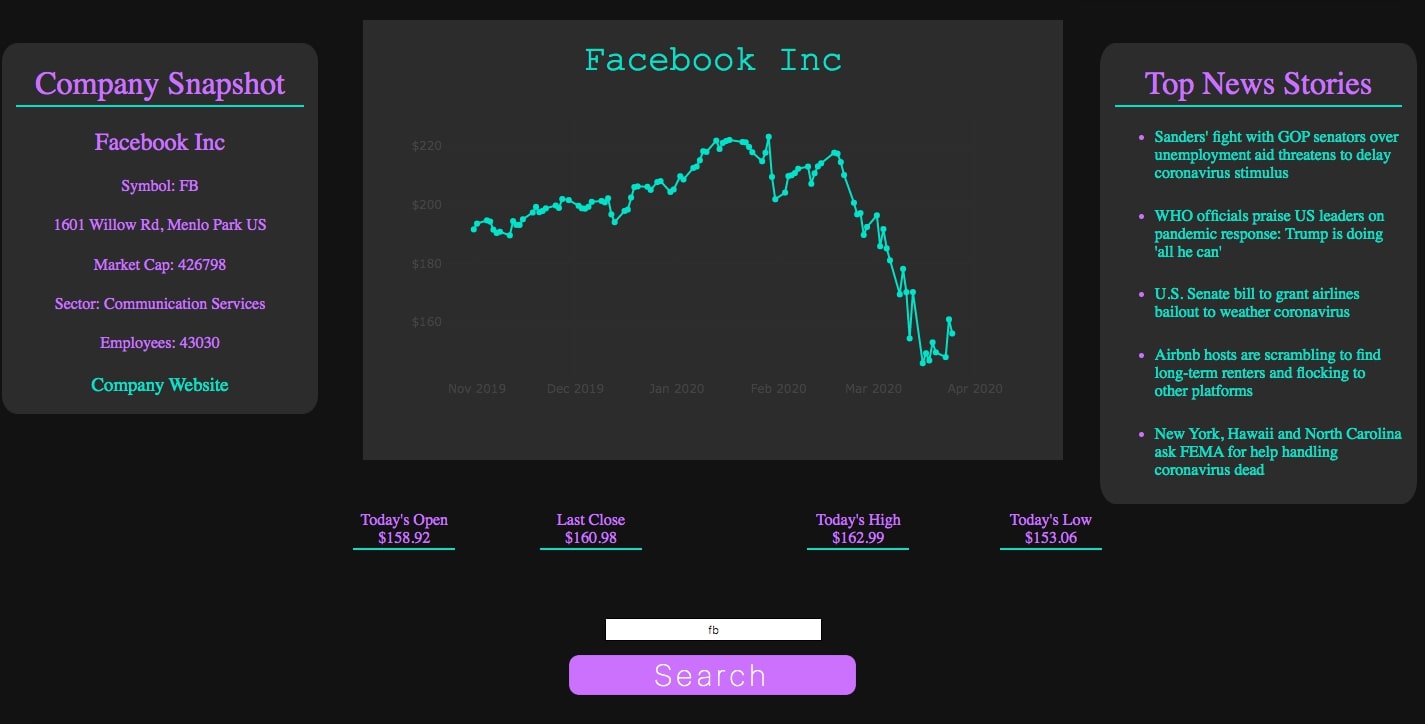 Company Snapshot
Facebook Inc
Symbol: FB
1601 Willow Rd, Menlo Park US
Market Cap: 426798
Sector: Communication Services
Employees: 43030
Company Website
Facebook Inc
$220
$200
$180
$160
Nov 2019 Dec 2019 Jan 2020 Feb 2020 Mar 2020 Apr 2020
Top News Stories
• Sanders' fight with GOP senators over
unemployment aid threatens to delay
coronavirus stimulus
• WHO officials praise US leaders on
pandemic response: Trump is doing
'all he can'
• U.S. Senate bill to grant airlines
bailout to weather coronavirus
• Airbnb hosts are scrambling to find
long-term renters and flocking to
other platforms
• New York, Hawaii and North Carolina
ask FEMA for help handling
coronavirus dead
Today's Open Last Close Today's High Today's Low
$158.92 $160.98 $162.99 $153.06
fb
Search